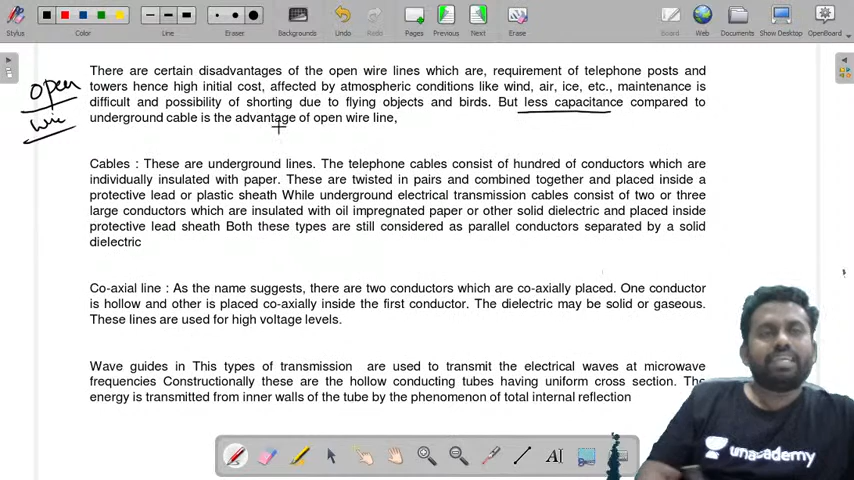 Stylus
Color
Line
Eraser
Backgrounds
Undo
Redo
Pages
Previous
Next
Erase
Board
Web
Documents
Show Desktop
OpenBoard
open
wire
There are certain disadvantages of the open wire lines which are, requirement of telephone posts and
towers hence high initial cost, affected by atmospheric conditions like wind, air, ice, etc., maintenance is
difficult and possibility of shorting due to flying objects and birds. But less capacitance compared to
underground cable is the advantage of open wire line,
Cables : These are underground lines. The telephone cables consist of hundred of conductors which are
individually insulated with paper. These are twisted in pairs and combined together and placed inside a
protective lead or plastic sheath While underground electrical transmission cables consist of two or three
large conductors which are insulated with oil impregnated paper or other solid dielectric and placed inside
protective lead sheath Both these types are still considered as parallel conductors separated by a solid
dielectric
Co-axial line : As the name suggests, there are two conductors which are co-axially placed. One conductor
is hollow and other is placed co-axially inside the first conductor. The dielectric may be solid or gaseous.
These lines are used for high voltage levels.
Wave guides in This types of transmission are used to transmit the electrical waves at microwave
frequencies Constructionally these are the hollow conducting tubes having uniform cross section. The
energy is transmitted from inner walls of the tube by the phenomenon of total internal reflection
unacademy